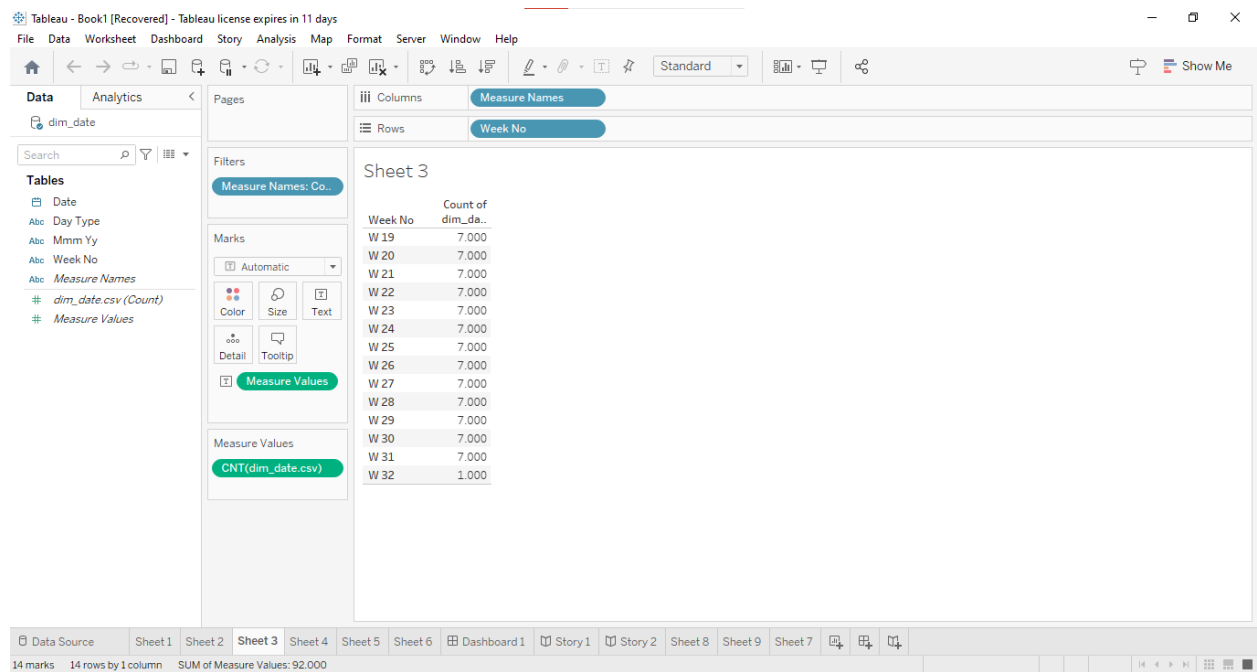 Tableau - Book1 [Recovered] - Tableau license expires in 11 days
File Data Worksheet Dashboard Story Analysis Map Format Server Window Help
Standard
Show Me
Data
Analytics
dim_date
Search
Tables
Date
Abc Day Type
Abc Mmm Yy
Abc Week No
Abc Measure Names
# dim_date.csv (Count)
# Measure Values
Pages
Filters
Measure Names: Co..
Marks
Automatic
Color Size Text
Detail Tooltip
Measure Values
Measure Values
CNT(dim_date.csv)
Columns
Measure Names
Rows
Week No
Sheet 3
Count of
Week No dim_da..
W 19 7.000
W 20 7.000
W 21 7.000
W 22 7.000
W 23 7.000
W 24 7.000
W 25 7.000
W 26 7.000
W 27 7.000
W 28 7.000
W 29 7.000
W 30 7.000
W 31 7.000
W 32 1.000
Data Source Sheet 1 Sheet 2 Sheet 3 Sheet 4 Sheet 5 Sheet 6 Dashboard 1 Story 1 Story 2 Sheet 8 Sheet 9 Sheet 7
14 marks 14 rows by 1 column SUM of Measure Values: 92.000